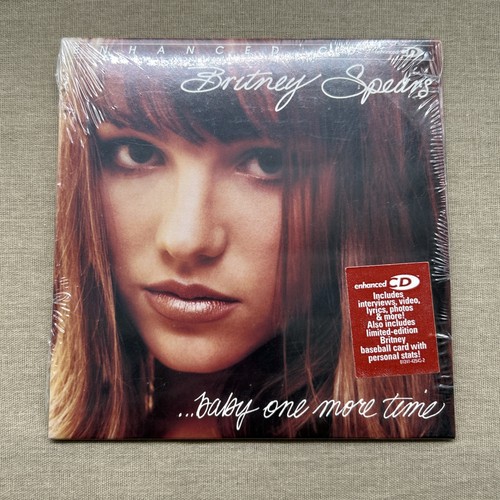 ENHANCED CD
Britney Spears
enhanced CD
Includes
interviews, video,
lyrics, photos
& more!
Also includes
limited-edition
Britney
baseball card with
personal stats!
...baby one more time